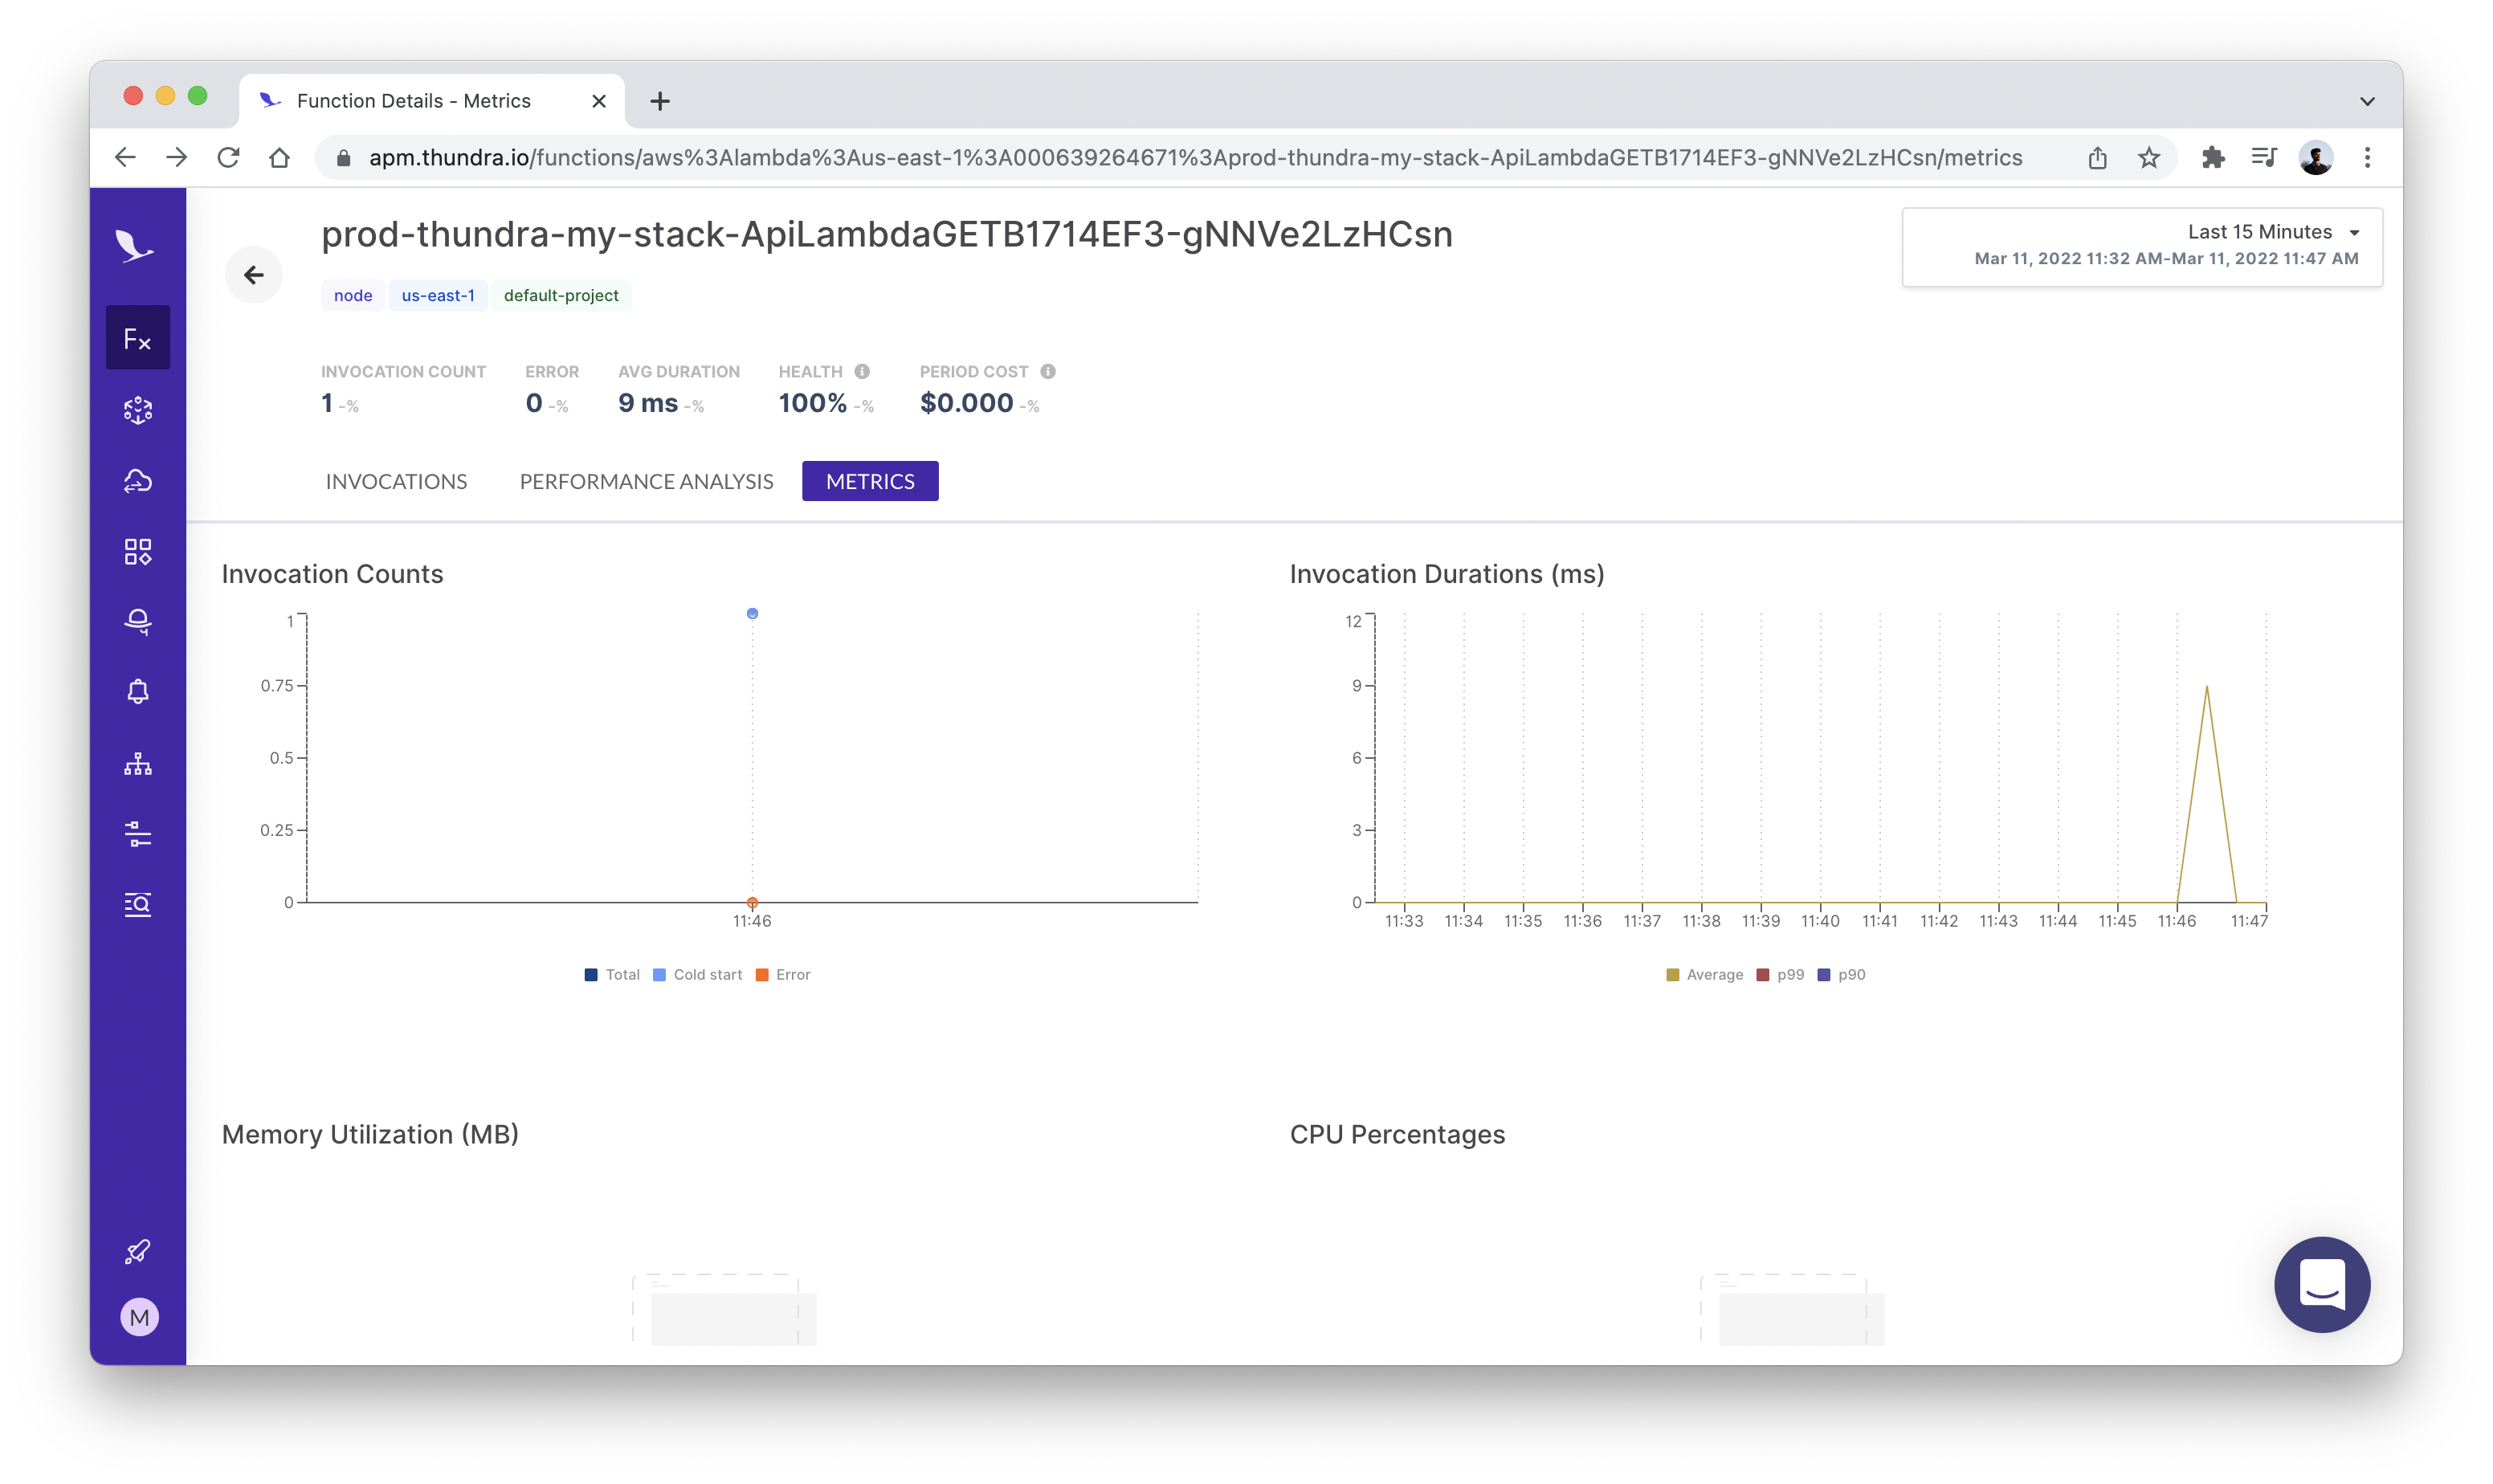 Function Details - Metrics
apm.thundra.io/functions/aws%3Alambda%3Aus-east-1%3A000639264671%3Aprod-thundra-my-stack-ApiLambdaGETB1714EF3-gNNVe2LzHCsn/metrics
prod-thundra-my-stack-ApiLambdaGETB1714EF3-gNNVe2LzHCsn
Last 15 Minutes
Mar 11, 2022 11:32 AM-Mar 11, 2022 11:47 AM
node us-east-1 default-project
Fx
INVOCATION COUNT ERROR AVG DURATION HEALTH PERIOD COST
1 -% 0 -% 9 ms -% 100% -% $0.000 -%
INVOCATIONS PERFORMANCE ANALYSIS METRICS
Invocation Counts
1
0.75
0.5
0.25
0
11:46
Total Cold start Error
Invocation Durations (ms)
12
9
6
3
0
11:33 11:34 11:35 11:36 11:37 11:38 11:39 11:40 11:41 11:42 11:43 11:44 11:45 11:46 11:47
Average p99 p90
Memory Utilization (MB)
CPU Percentages
M